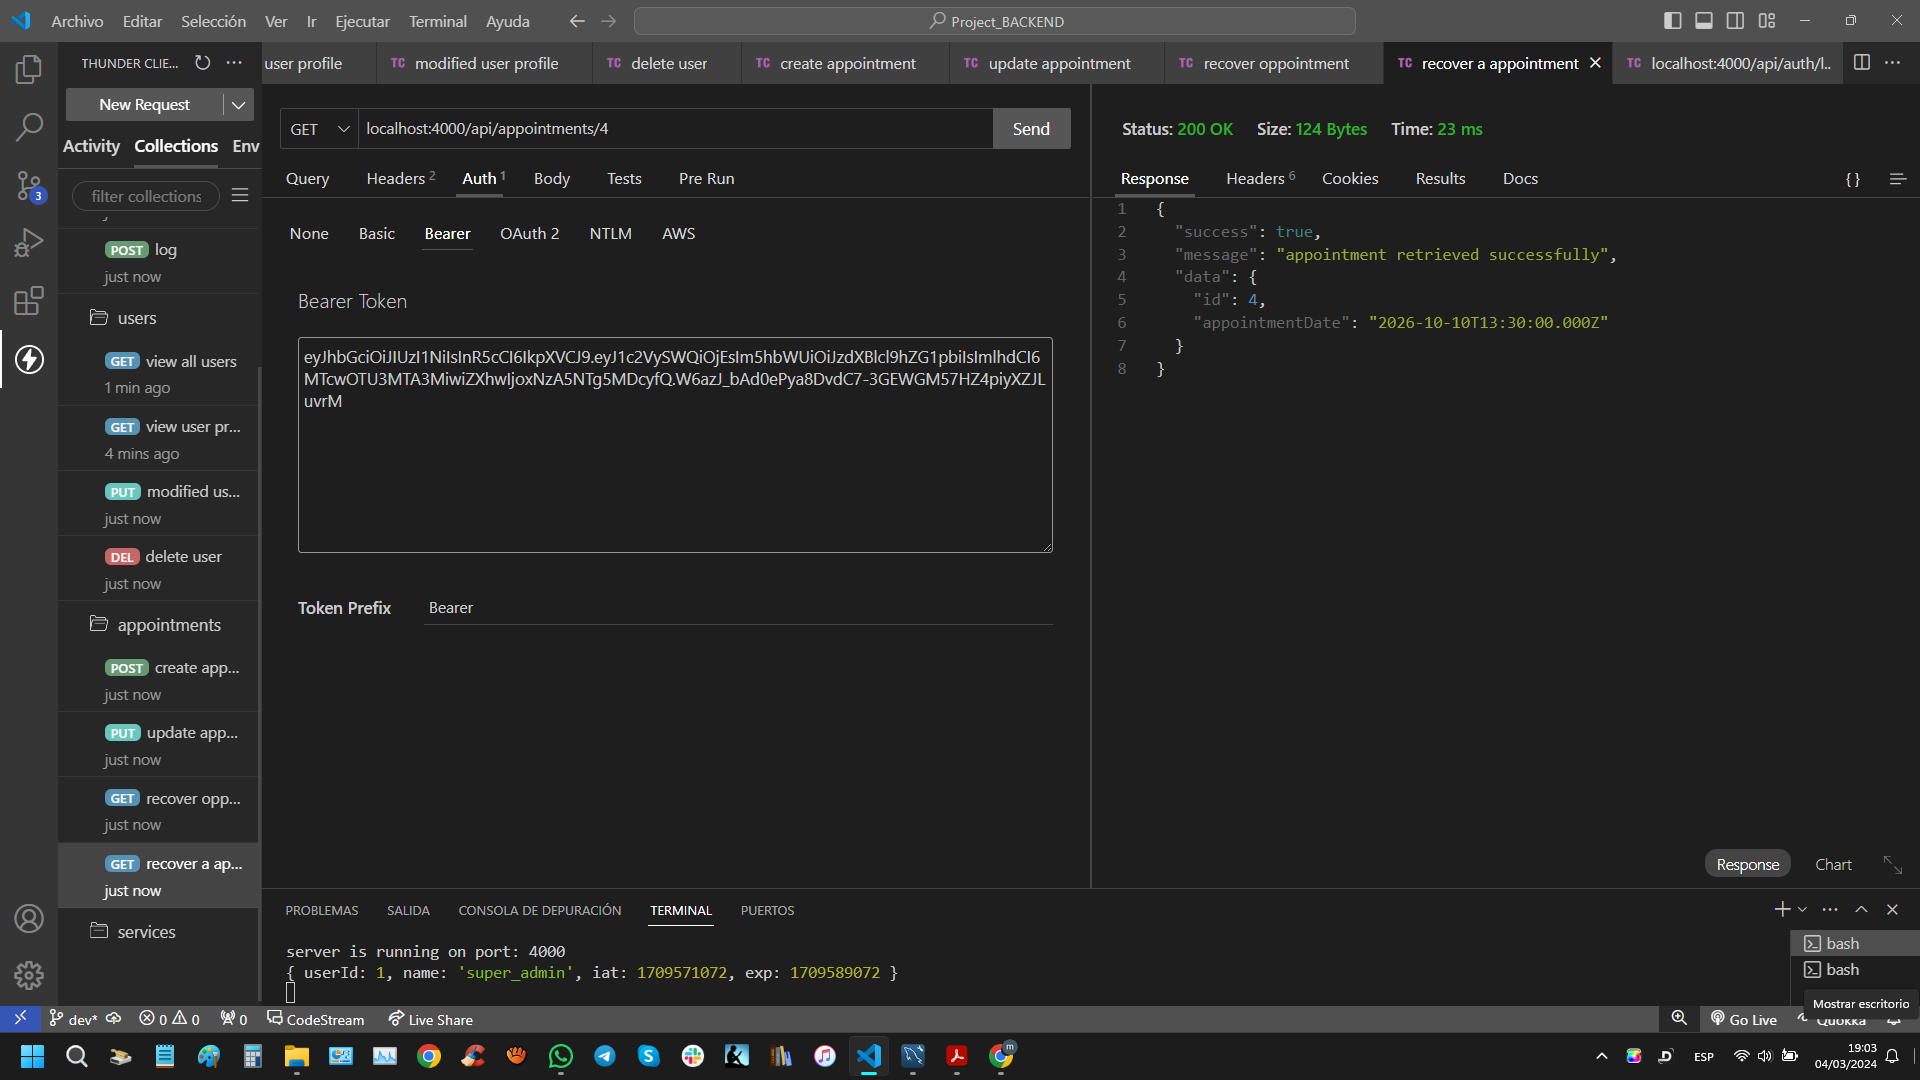 Archivo Editar Selección Ver Ir Ejecutar Terminal Ayuda
Project_BACKEND
THUNDER CLIE...
New Request
Activity Collections Env
filter collections
POST log
just now
users
GET view all users
1 min ago
GET view user pr...
4 mins ago
PUT modified us...
just now
DEL delete user
just now
appointments
POST create app...
just now
PUT update app...
just now
GET recover opp...
just now
GET recover a ap...
just now
services
user profile
TC modified user profile
TC delete user
TC create appointment
TC update appointment
TC recover oppointment
TC recover a appointment
TC localhost:4000/api/auth/l..
GET localhost:4000/api/appointments/4 Send
Query Headers 2 Auth 1 Body Tests Pre Run
None Basic Bearer OAuth 2 NTLM AWS
Bearer Token
eyJhbGciOiJIUzI1NiIsInR5cCI6IkpXVCJ9.eyJ1c2VySWQiOjEsIm5hbWUiOiJzdXBlcl9hZG1pbiIsImlhdCI6
MTcwOTU3MTA3MiwiZXhwIjoxNzA5NTg5MDcyfQ.W6azJ_bAd0ePya8DvdC7-3GEWGM57HZ4piyXZJL
uvrM
Token Prefix Bearer
Status: 200 OK Size: 124 Bytes Time: 23 ms
Response Headers 6 Cookies Results Docs
{ }
1 {
2 "success": true,
3 "message": "appointment retrieved successfully",
4 "data": {
5 "id": 4,
6 "appointmentDate": "2026-10-10T13:30:00.000Z"
7 }
8 }
Response Chart
PROBLEMAS SALIDA CONSOLA DE DEPURACIÓN TERMINAL PUERTOS
server is running on port: 4000
{ userId: 1, name: 'super_admin', iat: 1709571072, exp: 1709589072 }
bash
bash
Mostrar escritorio
3
dev* 0 0 0 CodeStream Live Share
Go Live Quokka
m
ESP
19:03
04/03/2024